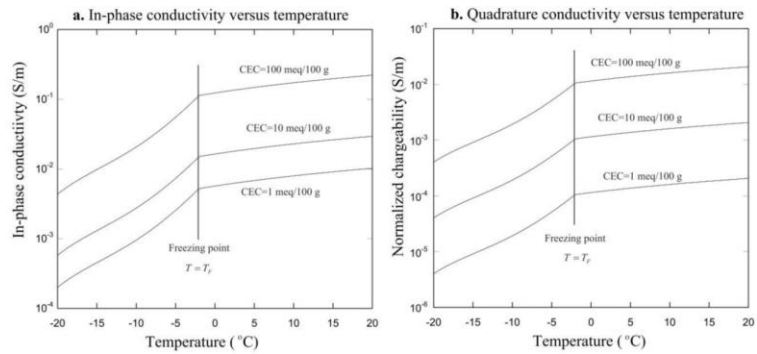 a. In-phase conductivity versus temperature
10⁰
10⁻¹
10⁻²
10⁻³
10⁻⁴
In-phase conductiivty (S/m)
CEC=100 meq/100 g
CEC=10 meq/100 g
CEC=1 meq/100 g
Freezing point
T = T_F
-20 -15 -10 -5 0 5 10 15 20
Temperature ( °C)
b. Quadrature conductivity versus temperature
10⁻¹
10⁻²
10⁻³
10⁻⁴
10⁻⁵
10⁻⁶
Normalized chargeability (S/m)
CEC=100 meq/100 g
CEC=10 meq/100 g
CEC=1 meq/100 g
Freezing point
T = T_F
-20 -15 -10 -5 0 5 10 15 20
Temperature ( °C)